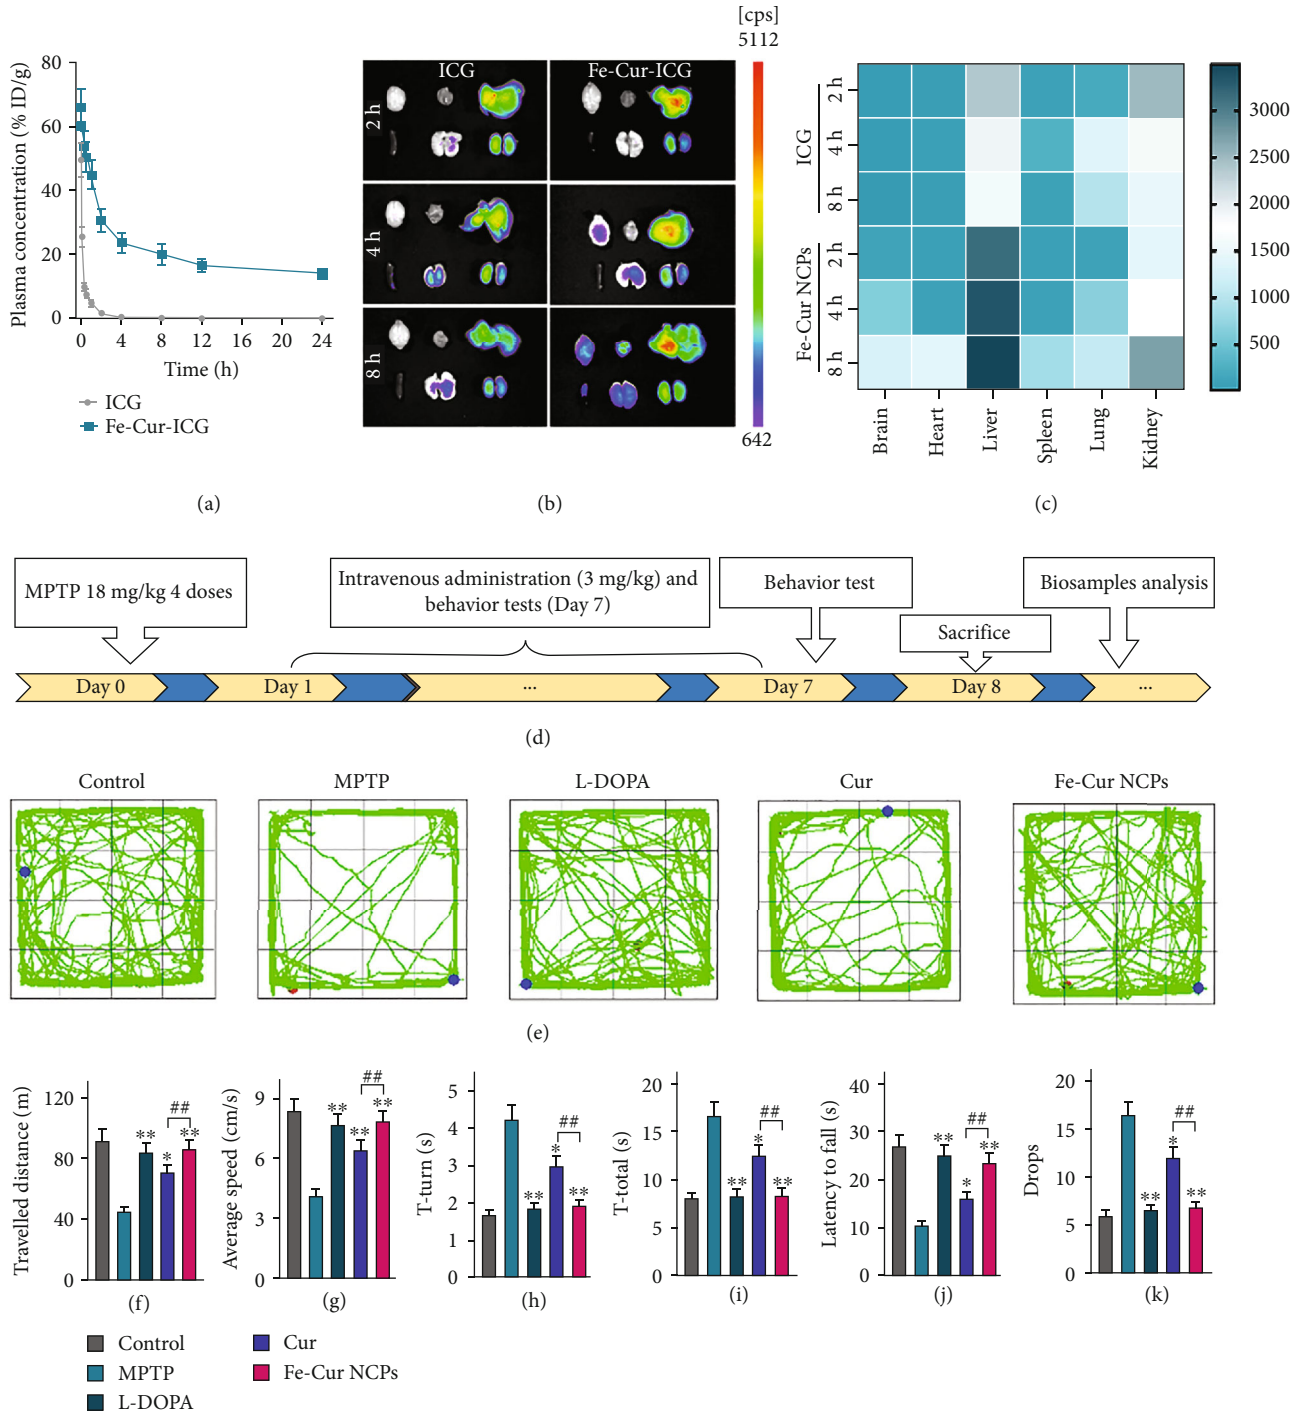 [cps]
5112
80
60
40
20
0
Plasma concentration (% ID/g)
0
4
8
12
16
20
24
Time (h)
ICG
Fe-Cur-ICG
(a)
ICG
Fe-Cur-ICG
2 h
4 h
8 h
642
(b)
ICG
Fe-Cur NCPs
2 h
4 h
8 h
2 h
4 h
8 h
Brain
Heart
Liver
Spleen
Lung
Kidney
3000
2500
2000
1500
1000
500
(c)
MPTP 18 mg/kg 4 doses
Intravenous administration (3 mg/kg) and
behavior tests (Day 7)
Behavior test
Sacrifice
Biosamples analysis
Day 0
Day 1
...
Day 7
Day 8
...
(d)
Control
MPTP
L-DOPA
Cur
Fe-Cur NCPs
(e)
Travelled distance (m)
120
80
40
0
**
*
##
**
(f)
Average speed (cm/s)
9
6
3
0
**
**
##
**
(g)
T-turn (s)
5
4
3
2
1
0
**
*
##
**
(h)
T-total (s)
20
15
10
5
0
**
*
##
**
(i)
Latency to fall (s)
40
30
20
10
0
**
*
##
**
(j)
Drops
20
15
10
5
0
**
*
##
**
(k)
Control
MPTP
L-DOPA
Cur
Fe-Cur NCPs